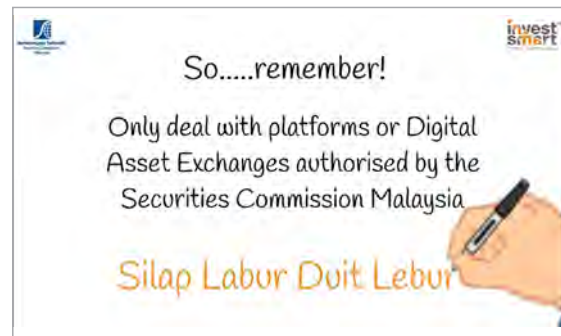 invest
smart
So.....remember!
Only deal with platforms or Digital
Asset Exchanges authorised by the
Securities Commission Malaysia
Silap Labur Duit Lebur